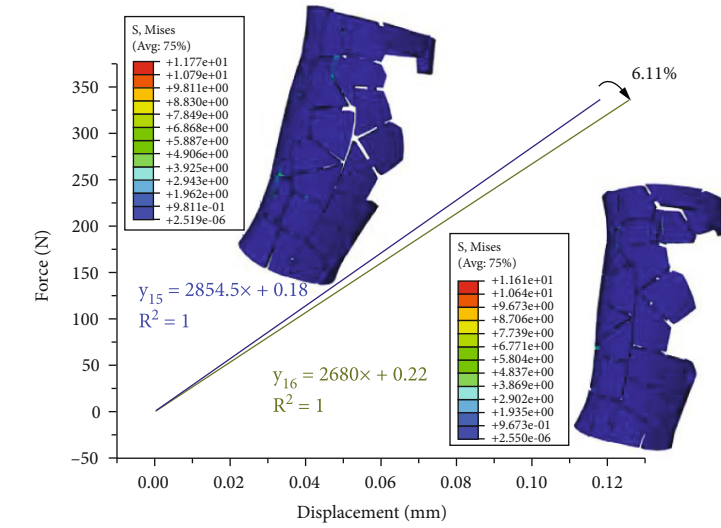 S, Mises
(Avg: 75%)
+1.177e+01
+1.079e+01
+9.811e+00
+8.830e+00
+7.849e+00
+6.868e+00
+5.887e+00
+4.906e+00
+3.925e+00
+2.943e+00
+1.962e+00
+9.811e-01
+2.519e-06
6.11%
350
300
250
200
150
100
50
0
−50
Force (N)
y15 = 2854.5× + 0.18
R² = 1
y16 = 2680× + 0.22
R² = 1
S, Mises
(Avg: 75%)
+1.161e+01
+1.064e+01
+9.673e+00
+8.706e+00
+7.739e+00
+6.771e+00
+5.804e+00
+4.837e+00
+3.869e+00
+2.902e+00
+1.935e+00
+9.673e-01
+2.550e-06
0.00 0.02 0.04 0.06 0.08 0.10 0.12
Displacement (mm)